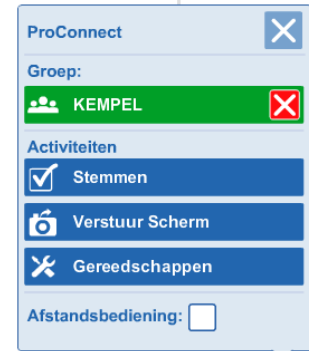 ProConnect
Groep:
KEMPEL
Activiteiten
Stemmen
Verstuur Scherm
Gereedschappen
Afstandsbediening: